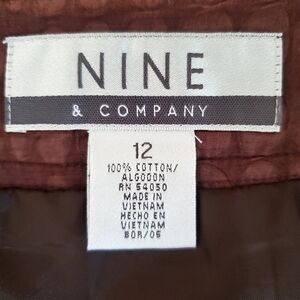 NINE
& COMPANY
12
100% COTTON/
ALGODON
RN 54050
MADE IN
VIETNAM
HECHO EN
VIETNAM
BOR/05